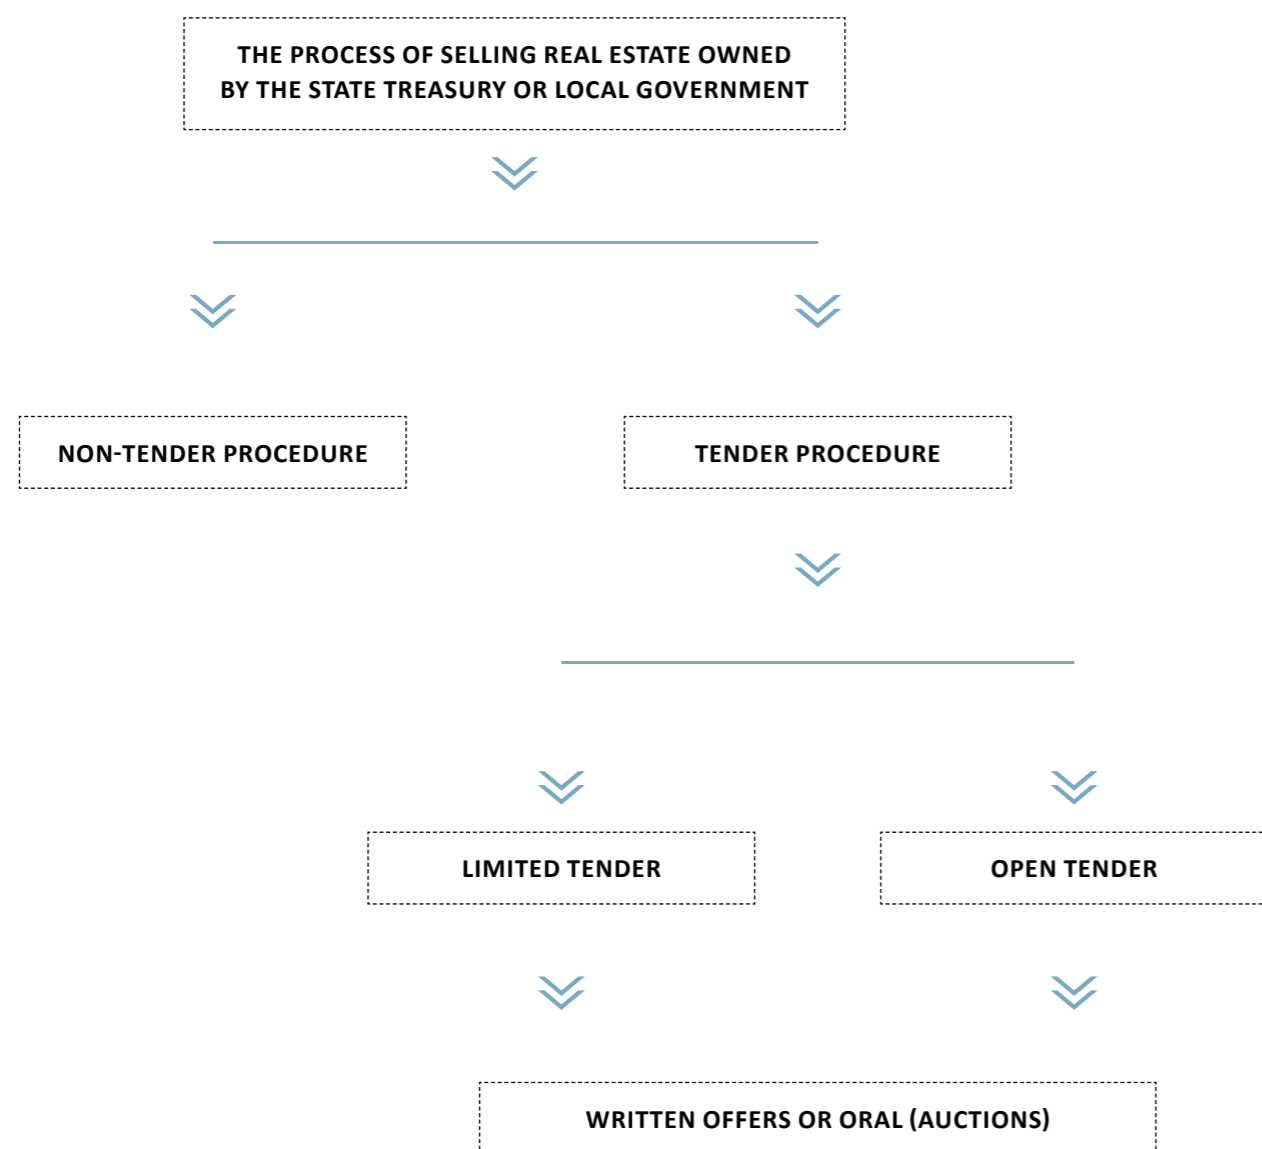 THE PROCESS OF SELLING REAL ESTATE OWNED
BY THE STATE TREASURY OR LOCAL GOVERNMENT
NON-TENDER PROCEDURE
TENDER PROCEDURE
LIMITED TENDER
OPEN TENDER
WRITTEN OFFERS OR ORAL (AUCTIONS)